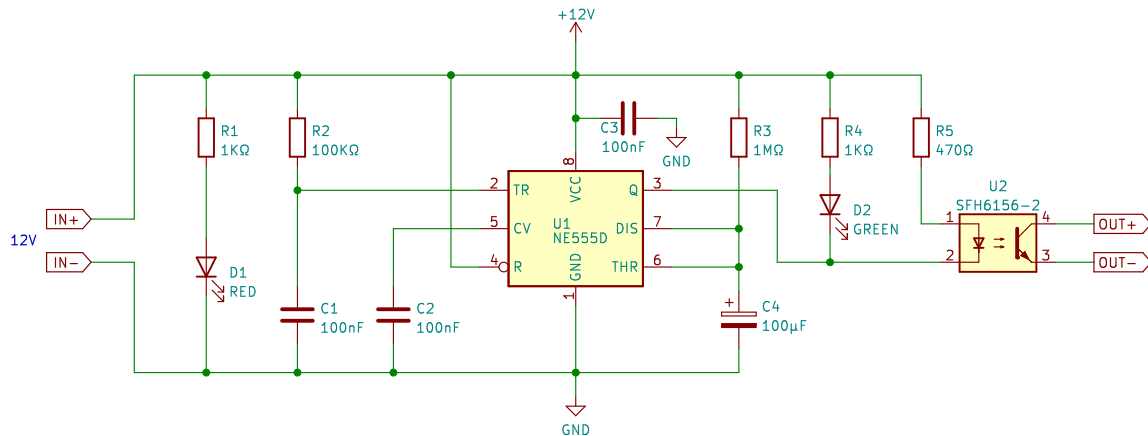 +12V
R1
1KΩ
R2
100KΩ
C3
100nF
GND
R3
1MΩ
R4
1KΩ
R5
470Ω
8
VCC
2
TR
Q
3
U2
SFH6156-2
IN+
12V
IN-
5
CV
U1
NE555D
DIS
7
D2
GREEN
1
4
OUT+
4
R
GND
THR
6
2
3
OUT-
D1
RED
1
C1
100nF
C2
100nF
+
C4
100µF
GND